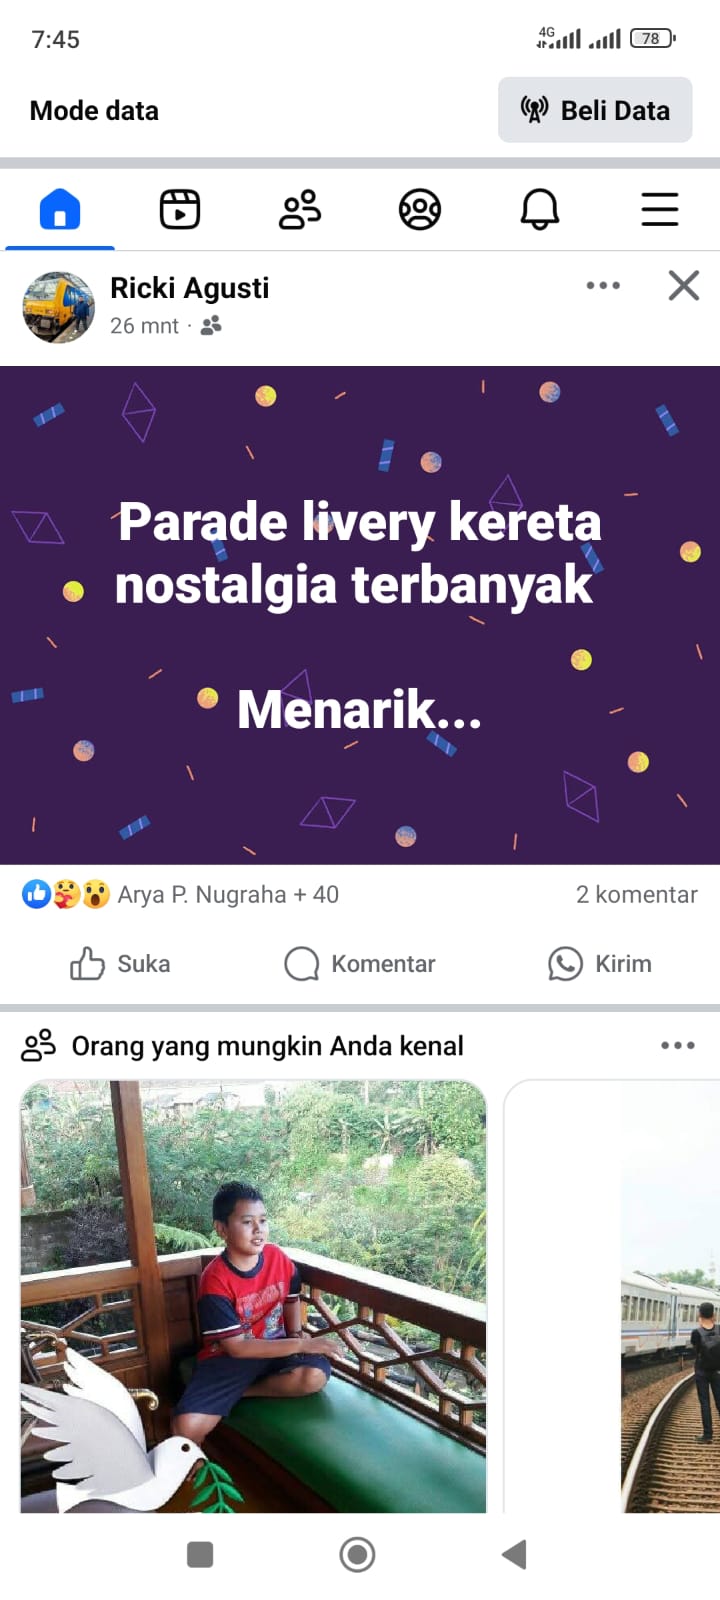 7:45
4G
78
Mode data
Beli Data
Ricki Agusti
26 mnt ·
Parade livery kereta
nostalgia terbanyak
Menarik...
Arya P. Nugraha + 40
2 komentar
Suka
Komentar
Kirim
Orang yang mungkin Anda kenal